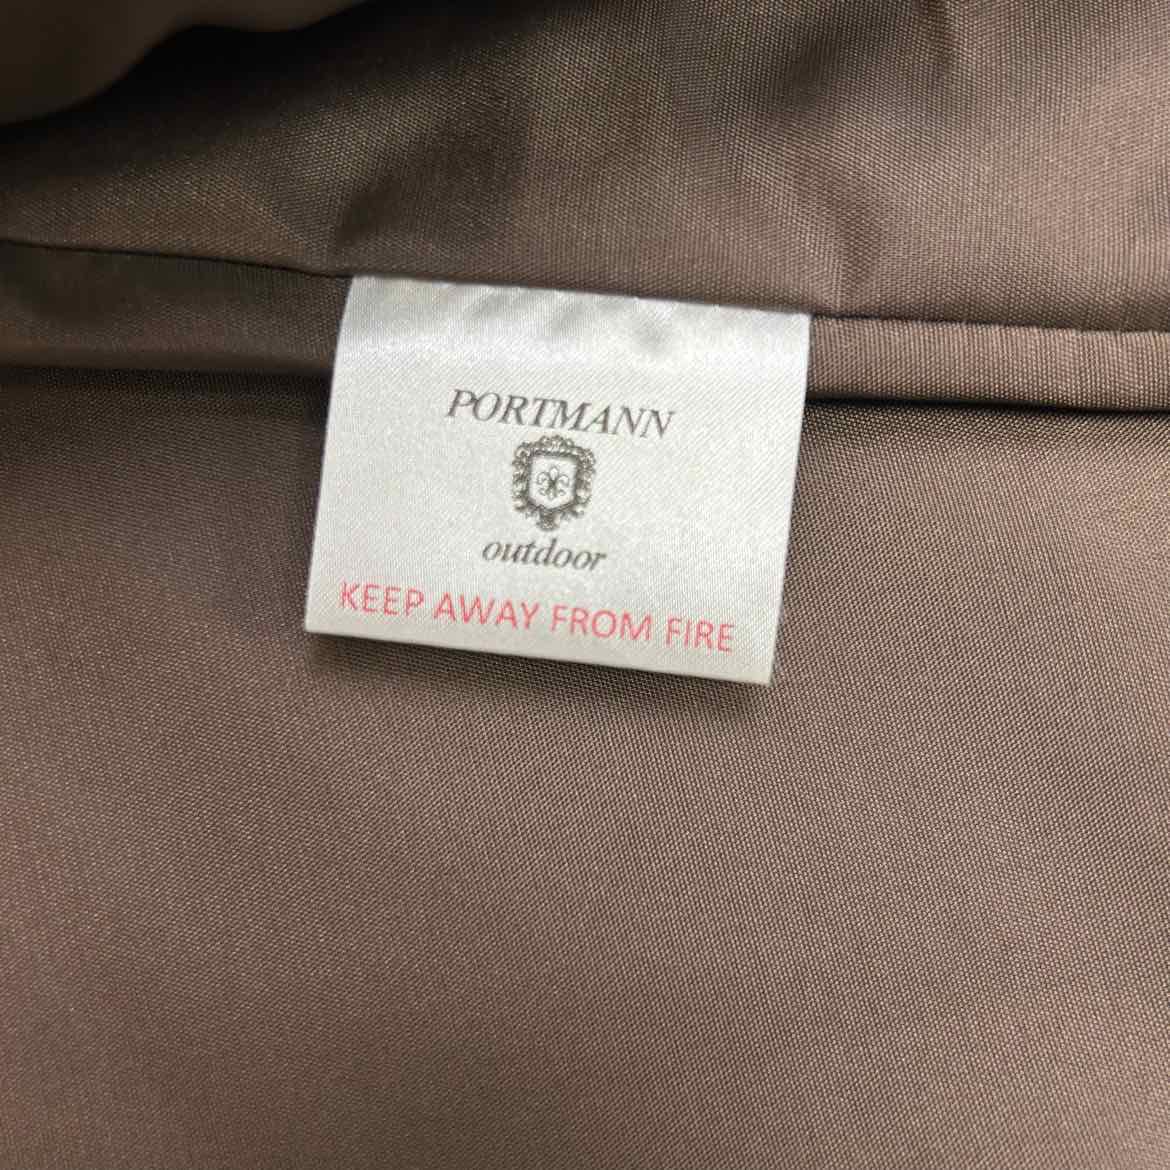 PORTMANN
outdoor
KEEP AWAY FROM FIRE